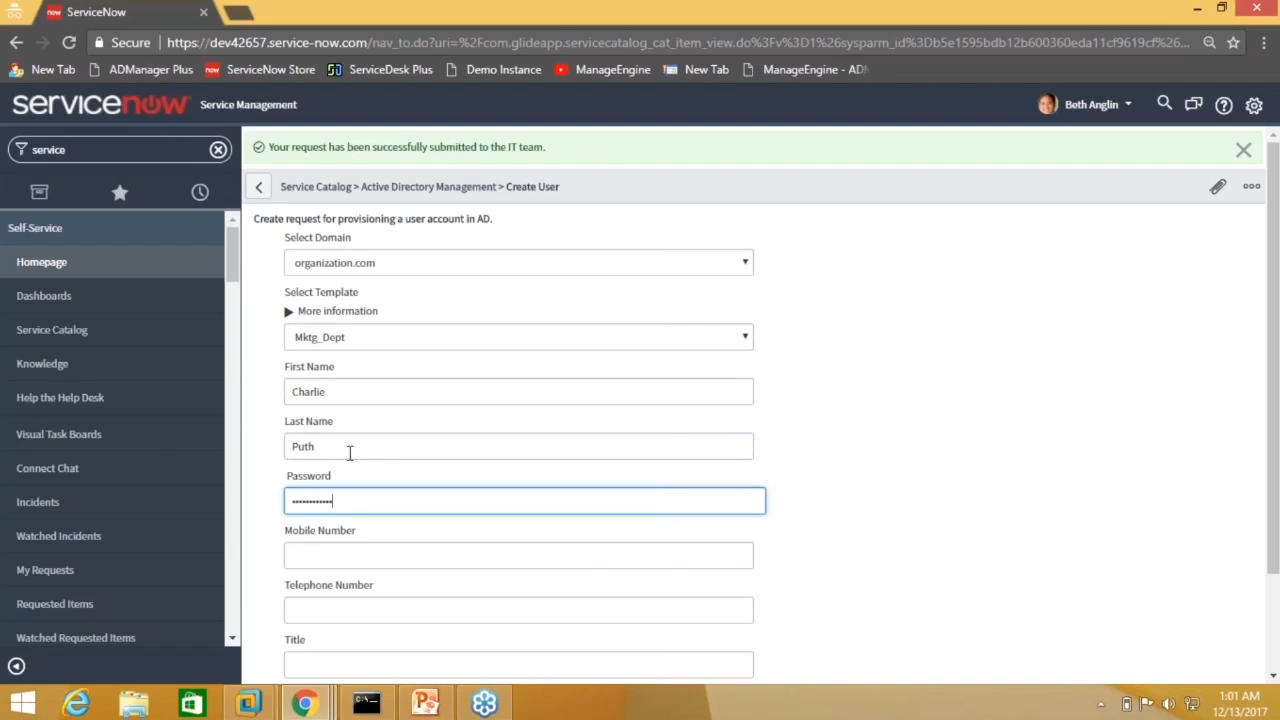 ServiceNow
Secure https://dev42657.service-now.com/nav_to.do?uri=%2Fcom.glideapp.servicecatalog_cat_item_view.do%3Fv%3D1%26sysparm_id%3Db5e1595bdb12b600360eda11cf9619cf%26...
New Tab ADManager Plus ServiceNow Store ServiceDesk Plus Demo Instance ManageEngine New Tab ManageEngine - ADM
servicenow Service Management Beth Anglin
service
Your request has been successfully submitted to the IT team.
Service Catalog > Active Directory Management > Create User
Self-Service
Homepage
Dashboards
Service Catalog
Knowledge
Help the Help Desk
Visual Task Boards
Connect Chat
Incidents
Watched Incidents
My Requests
Requested Items
Watched Requested Items
Create request for provisioning a user account in AD.
Select Domain
organization.com
Select Template
More information
Mktg_Dept
First Name
Charlie
Last Name
Puth
Password
••••••••••••
Mobile Number
Telephone Number
Title
1:01 AM
12/13/2017